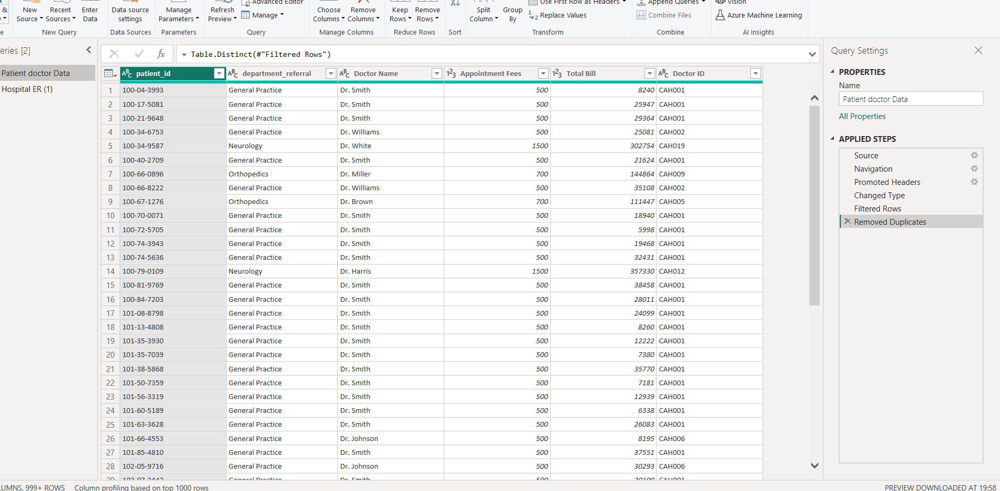 & New Recent Enter Data source Manage Refresh Advanced Editor Choose Remove Keep Remove Split Group Use First Row as Headers Append Queries Vision
Source Sources Data settings Parameters Preview Manage Columns Columns Rows Rows Column By Replace Values Combine Files Azure Machine Learning
e New Query Data Sources Parameters Query Manage Columns Reduce Rows Sort Transform Combine AI Insights
eries [2]
Patient doctor Data
Hospital ER (1)
fx = Table.Distinct(#"Filtered Rows")
patient_id department_referral Doctor Name Appointment Fees Total Bill Doctor ID
1 100-04-3993 General Practice Dr. Smith 500 8240 CAH001
2 100-17-5081 General Practice Dr. Smith 500 25947 CAH001
3 100-21-9648 General Practice Dr. Smith 500 29364 CAH001
4 100-34-6753 General Practice Dr. Williams 500 25081 CAH002
5 100-34-9587 Neurology Dr. White 1500 302754 CAH019
6 100-40-2709 General Practice Dr. Smith 500 21624 CAH001
7 100-66-0896 Orthopedics Dr. Miller 700 144864 CAH009
8 100-66-8222 General Practice Dr. Williams 500 35108 CAH002
9 100-67-1276 Orthopedics Dr. Brown 700 111447 CAH005
10 100-70-0071 General Practice Dr. Smith 500 18940 CAH001
11 100-72-5705 General Practice Dr. Smith 500 5998 CAH001
12 100-74-3943 General Practice Dr. Smith 500 19468 CAH001
13 100-74-5636 General Practice Dr. Smith 500 32431 CAH001
14 100-79-0109 Neurology Dr. Harris 1500 357330 CAH012
15 100-81-9769 General Practice Dr. Smith 500 38458 CAH001
16 100-84-7203 General Practice Dr. Smith 500 28011 CAH001
17 101-08-8798 General Practice Dr. Smith 500 24099 CAH001
18 101-13-4808 General Practice Dr. Smith 500 8260 CAH001
19 101-35-3930 General Practice Dr. Smith 500 12222 CAH001
20 101-35-7039 General Practice Dr. Smith 500 7380 CAH001
21 101-38-5868 General Practice Dr. Smith 500 35770 CAH001
22 101-50-7359 General Practice Dr. Smith 500 7181 CAH001
23 101-56-3319 General Practice Dr. Smith 500 12939 CAH001
24 101-60-5189 General Practice Dr. Smith 500 6338 CAH001
25 101-63-3628 General Practice Dr. Smith 500 26083 CAH001
26 101-66-4553 General Practice Dr. Johnson 500 8195 CAH006
27 101-85-4810 General Practice Dr. Smith 500 37551 CAH001
28 102-05-9716 General Practice Dr. Johnson 500 30293 CAH006
Query Settings
PROPERTIES
Name
Patient doctor Data
All Properties
APPLIED STEPS
Source
Navigation
Promoted Headers
Changed Type
Filtered Rows
Removed Duplicates
LUMNS, 999+ ROWS Column profiling based on top 1000 rows PREVIEW DOWNLOADED AT 19:58